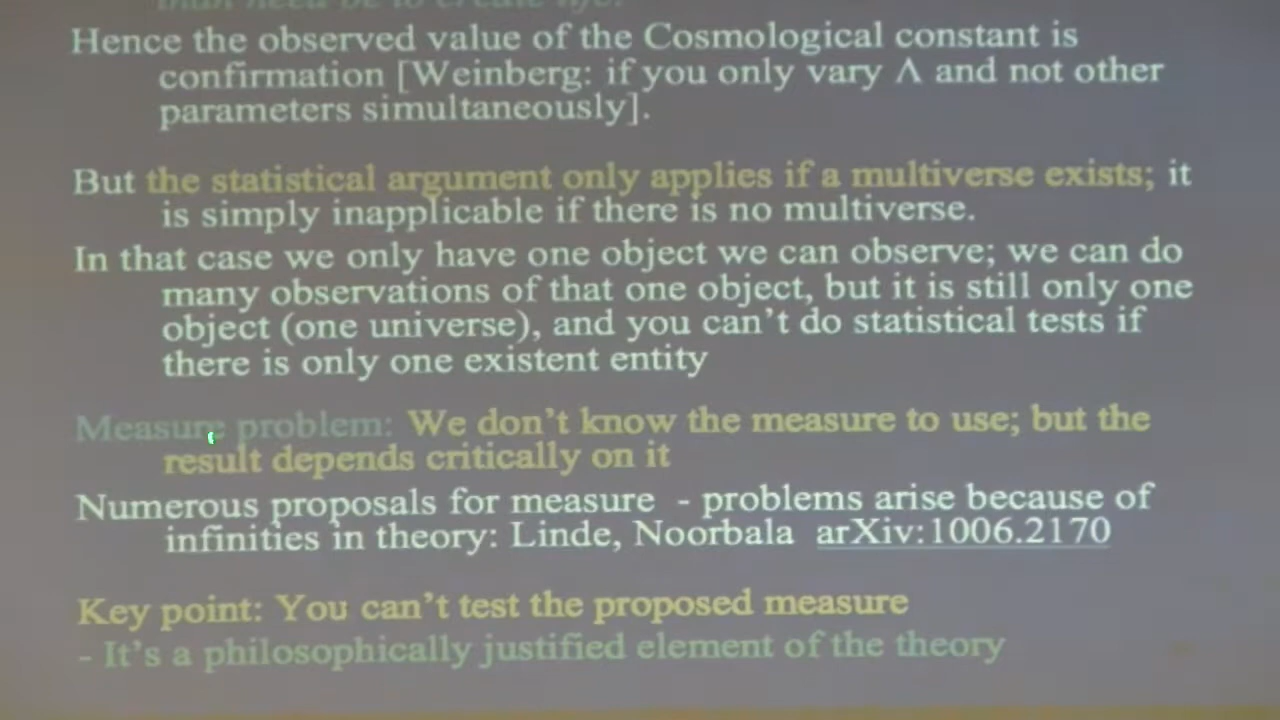 than need be to create life.
Hence the observed value of the Cosmological constant is
confirmation [Weinberg: if you only vary Λ and not other
parameters simultaneously].
But the statistical argument only applies if a multiverse exists; it
is simply inapplicable if there is no multiverse.
In that case we only have one object we can observe; we can do
many observations of that one object, but it is still only one
object (one universe), and you can't do statistical tests if
there is only one existent entity
Measure problem: We don't know the measure to use; but the
result depends critically on it
Numerous proposals for measure - problems arise because of
infinities in theory: Linde, Noorbala arXiv:1006.2170
Key point: You can't test the proposed measure
- It's a philosophically justified element of the theory